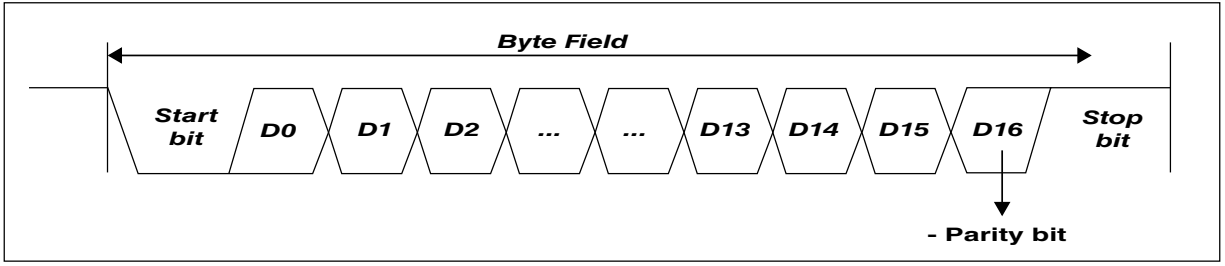 Byte Field
Start bit D0 D1 D2 ... ... D13 D14 D15 D16 Stop bit
- Parity bit